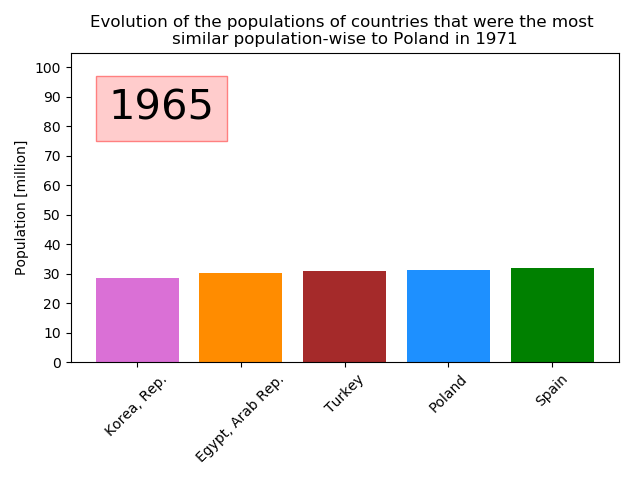 Evolution of the populations of countries that were the most
similar population-wise to Poland in 1971
1965
Population [million]
100
90
80
70
60
50
40
30
20
10
0
Korea, Rep.
Egypt, Arab Rep.
Turkey
Poland
Spain